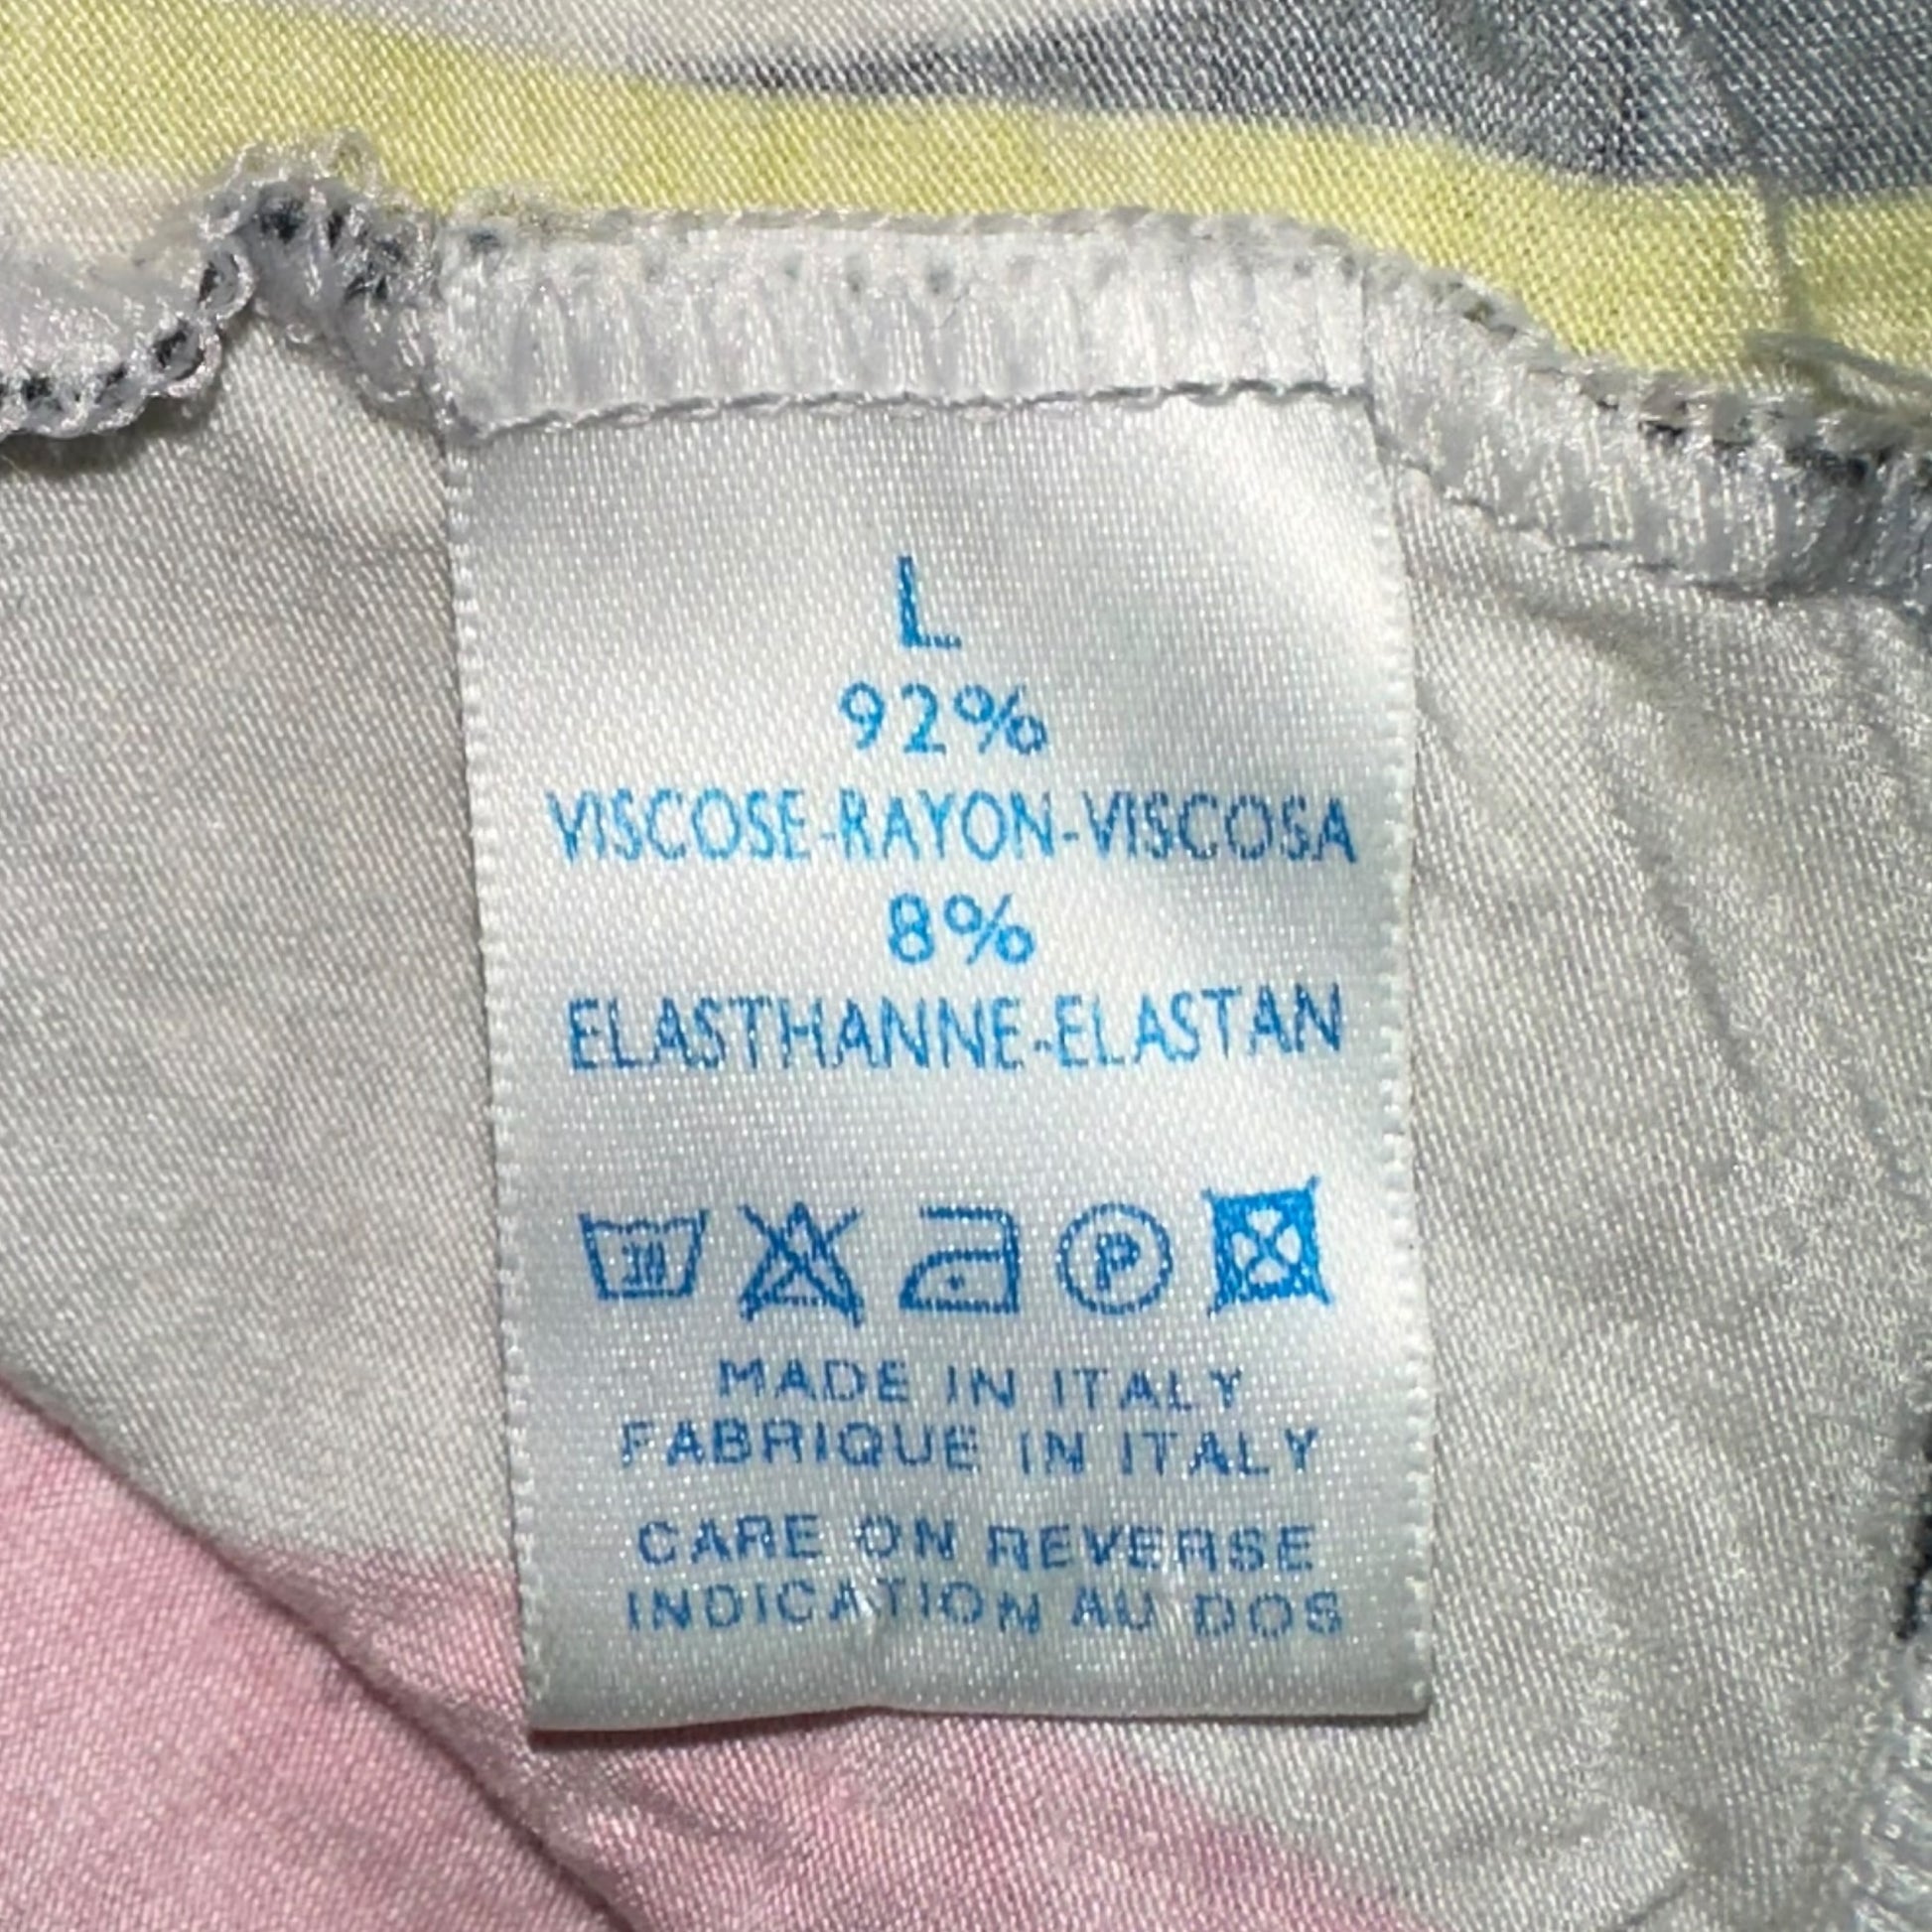 L
92%
VISCOSE-RAYON-VISCOSA
8%
ELASTHANNE-ELASTAN
30
P
MADE IN ITALY
FABRIQUE IN ITALY
CARE ON REVERSE
INDICATION AU DOS